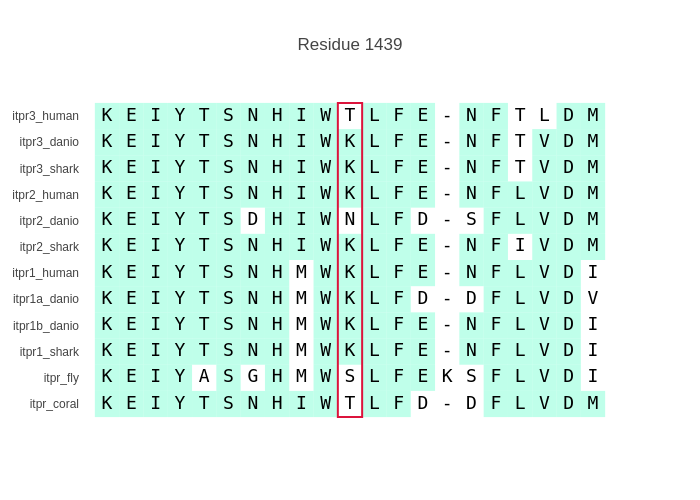 Residue 1439
itpr3_human K E I Y T S N H I W T L F E - N F T L D M
itpr3_danio K E I Y T S N H I W K L F E - N F T V D M
itpr3_shark K E I Y T S N H I W K L F E - N F T V D M
itpr2_human K E I Y T S N H I W K L F E - N F L V D M
itpr2_danio K E I Y T S D H I W N L F D - S F L V D M
itpr2_shark K E I Y T S N H I W K L F E - N F I V D M
itpr1_human K E I Y T S N H M W K L F E - N F L V D I
itpr1a_danio K E I Y T S N H M W K L F D - D F L V D V
itpr1b_danio K E I Y T S N H M W K L F E - N F L V D I
itpr1_shark K E I Y T S N H M W K L F E - N F L V D I
itpr_fly K E I Y A S G H M W S L F E K S F L V D I
itpr_coral K E I Y T S N H I W T L F D - D F L V D M